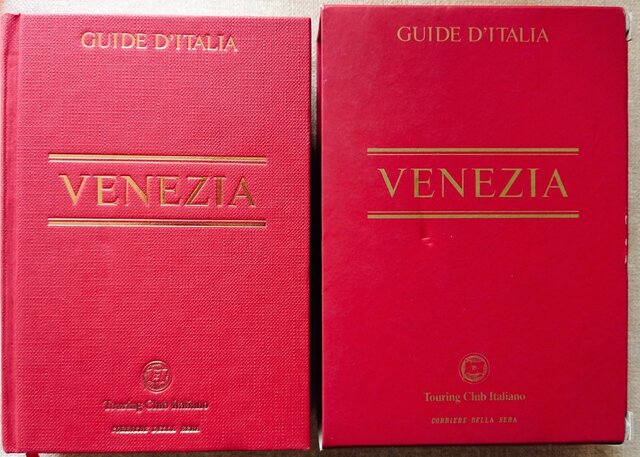 GUIDE D'ITALIA
VENEZIA
Touring Club Italiano
CORRIERE DELLA SERA
GUIDE D'ITALIA
VENEZIA
Touring Club Italiano
CORRIERE DELLA SERA